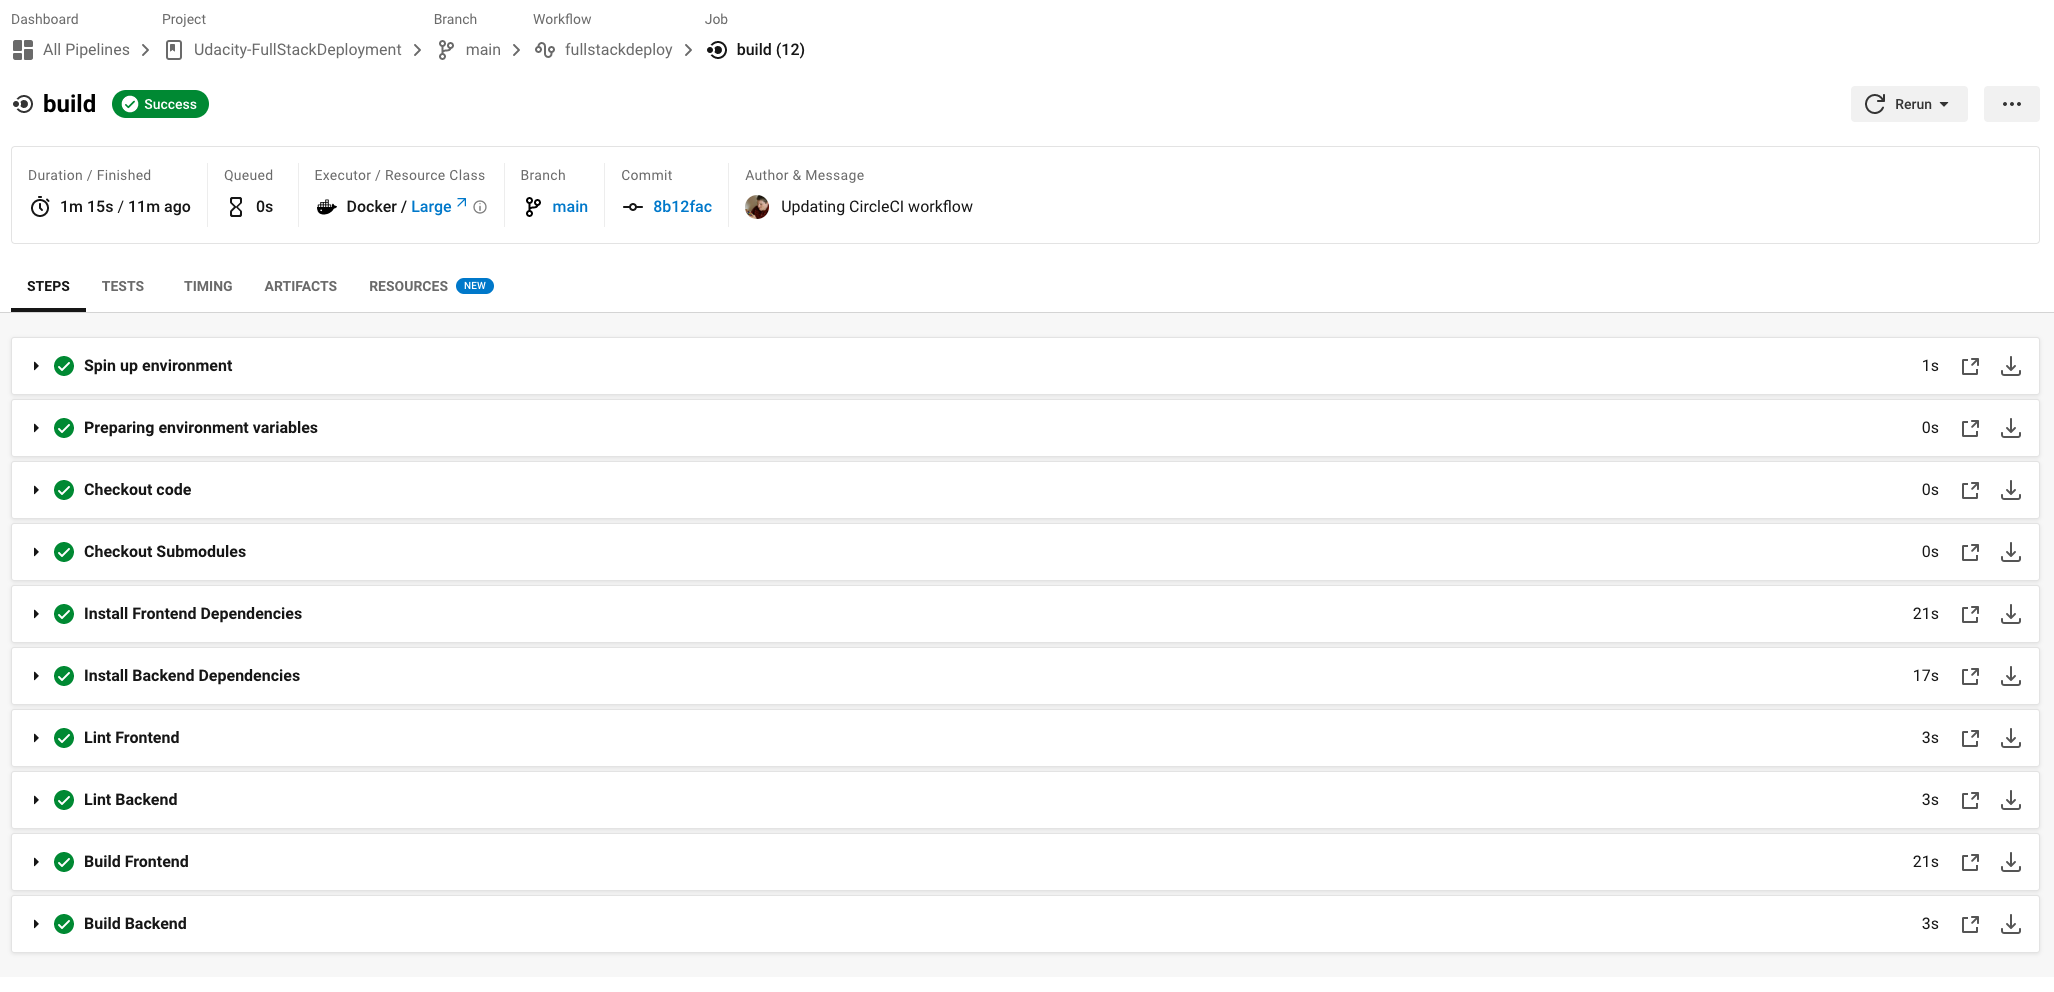 Dashboard Project Branch Workflow Job
All Pipelines Udacity-FullStackDeployment main fullstackdeploy build (12)
build Success Rerun
Duration / Finished Queued Executor / Resource Class Branch Commit Author & Message
1m 15s / 11m ago 0s Docker / Large main 8b12fac Updating CircleCI workflow
STEPS TESTS TIMING ARTIFACTS RESOURCES NEW
Spin up environment 1s
Preparing environment variables 0s
Checkout code 0s
Checkout Submodules 0s
Install Frontend Dependencies 21s
Install Backend Dependencies 17s
Lint Frontend 3s
Lint Backend 3s
Build Frontend 21s
Build Backend 3s